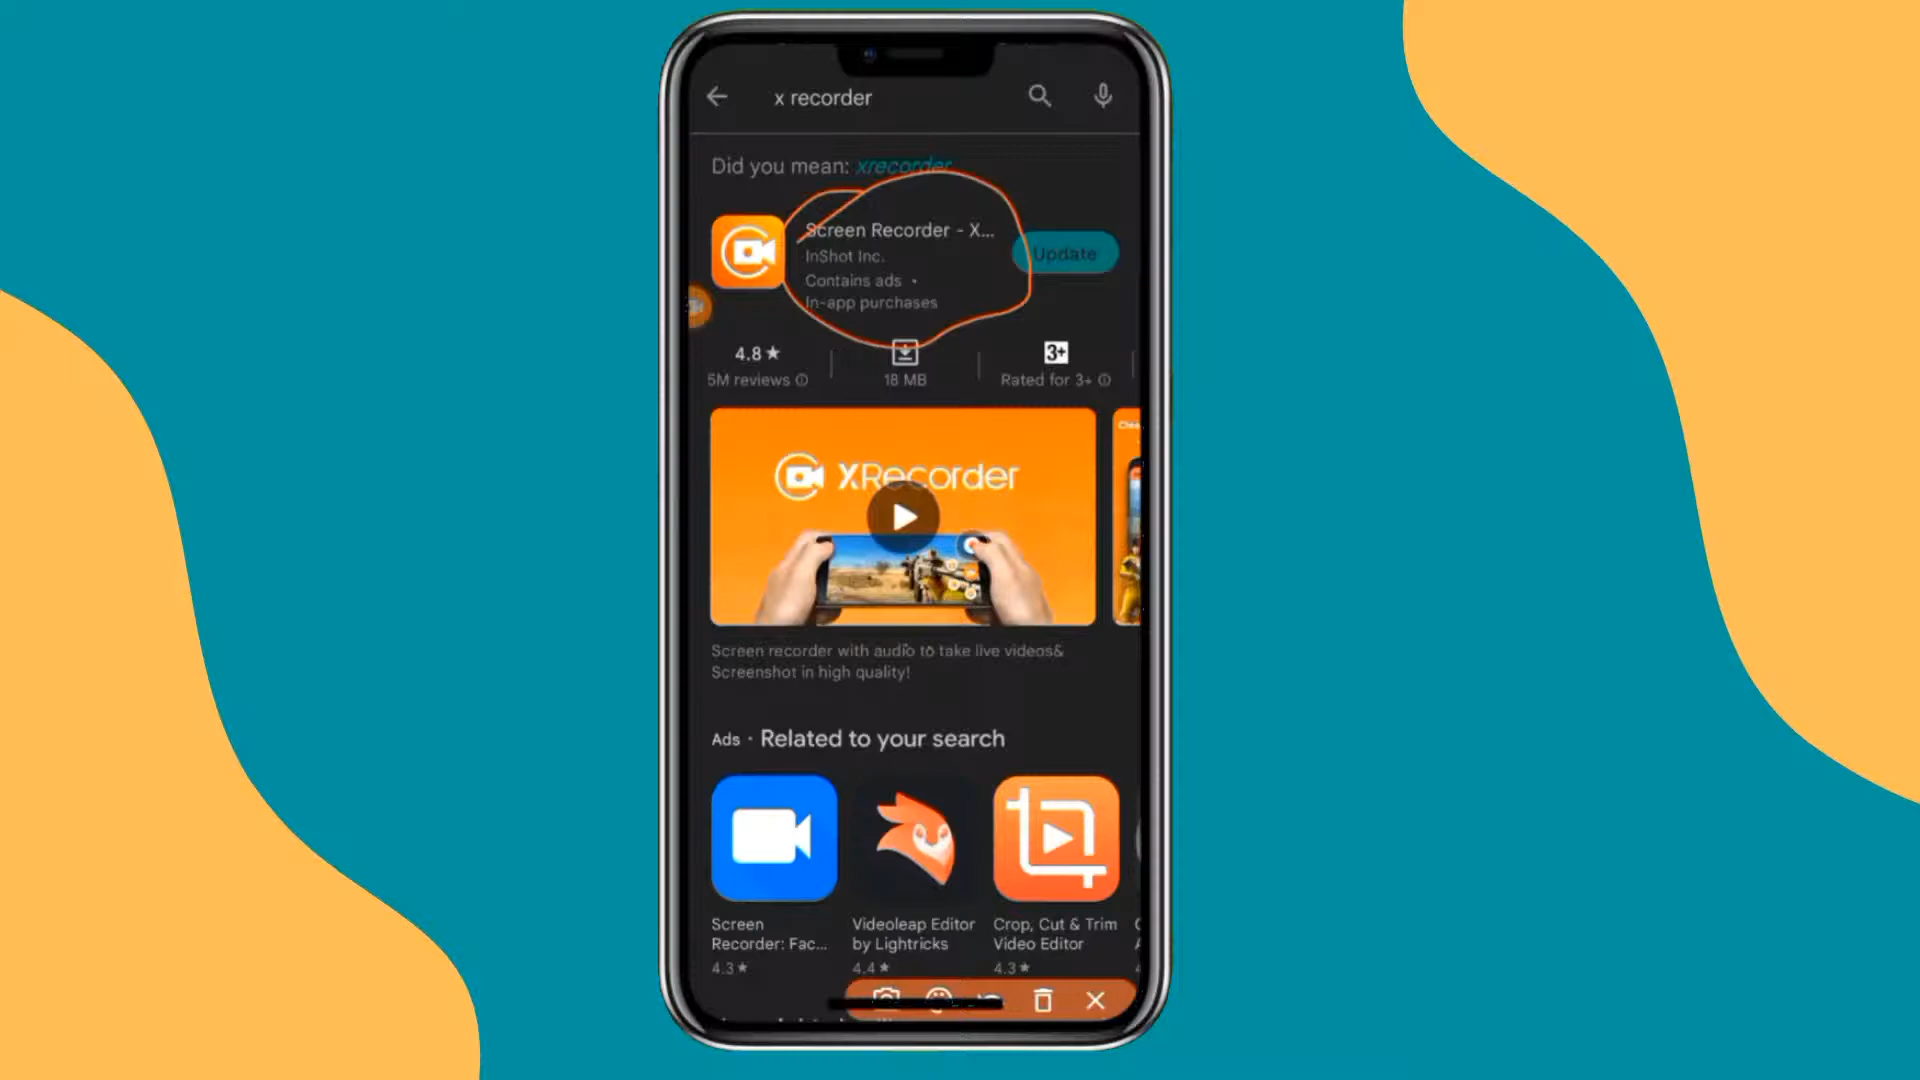 x recorder
Did you mean: xrecorder
Screen Recorder - X...
InShot Inc.
Contains ads •
In-app purchases
Update
4.8★
5M reviews
18 MB
3+
Rated for 3+
XRecorder
Screen recorder with audio to take live videos&
Screenshot in high quality!
Ads • Related to your search
Screen
Recorder: Fac...
4.3★
Videoleap Editor
by Lightricks
4.4★
Crop, Cut & Trim
Video Editor
4.3★